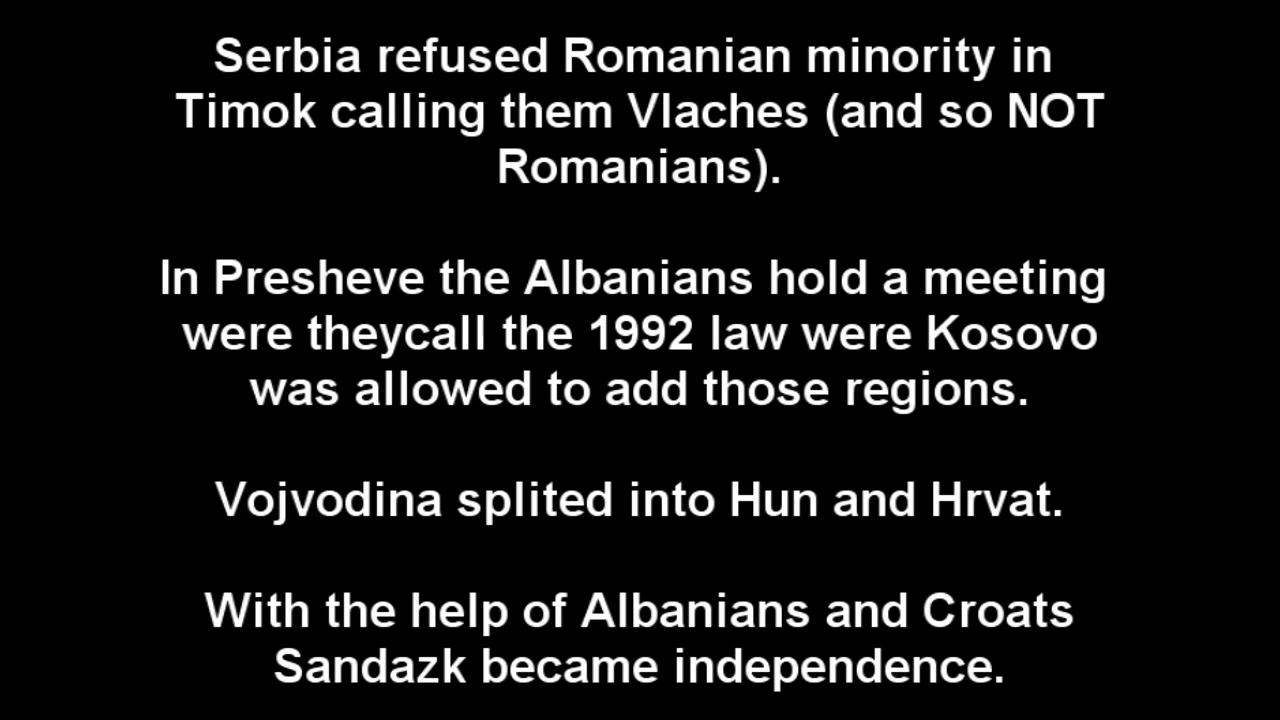 Serbia refused Romanian minority in
Timok calling them Vlaches (and so NOT
Romanians).
In Presheve the Albanians hold a meeting
were theycall the 1992 law were Kosovo
was allowed to add those regions.
Vojvodina splited into Hun and Hrvat.
With the help of Albanians and Croats
Sandazk became independence.